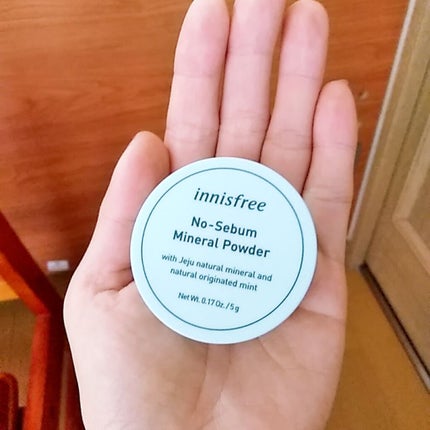 innisfree
No-Sebum
Mineral Powder
with Jeju natural mineral and
natural originated mint
Net Wt. 0.17 Oz. / 5 g